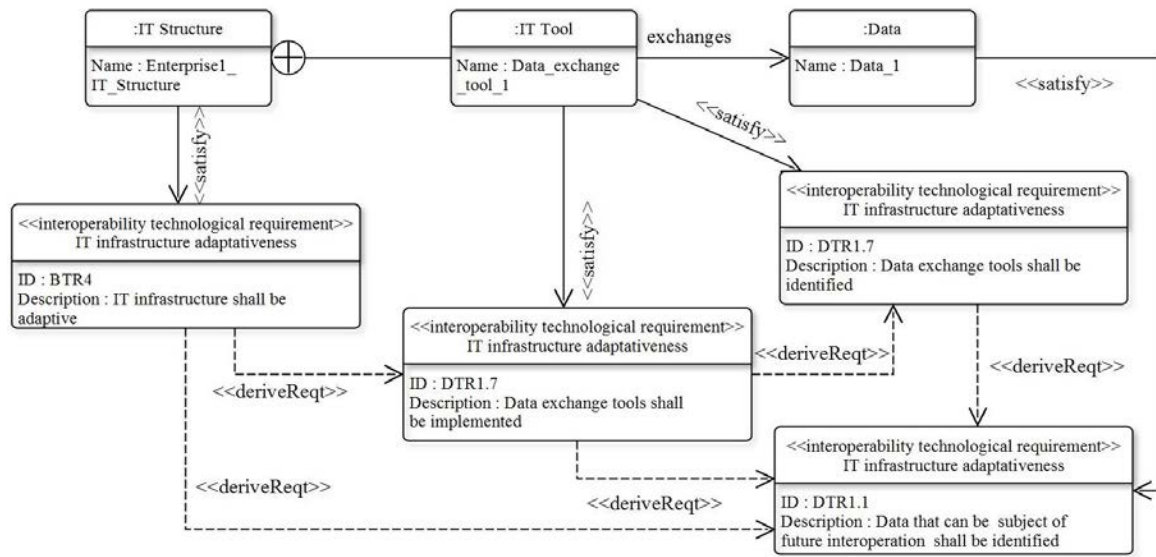 :IT Structure
Name : Enterprise1_
IT_Structure
:IT Tool
Name : Data_exchange
_tool_1
exchanges
:Data
Name : Data_1
<<satisfy>>
<<satisfy>>
<<satisfy>>
<<satisfy>>
<<interoperability technological requirement>>
IT infrastructure adaptativeness
ID : BTR4
Description : IT infrastructure shall be
adaptive
<<interoperability technological requirement>>
IT infrastructure adaptativeness
ID : DTR1.7
Description : Data exchange tools shall be
identified
<<interoperability technological requirement>>
IT infrastructure adaptativeness
ID : DTR1.7
Description : Data exchange tools shall
be implemented
<<deriveReqt>>
<<deriveReqt>>
<<deriveReqt>>
<<deriveReqt>>
<<deriveReqt>>
<<interoperability technological requirement>>
IT infrastructure adaptativeness
ID : DTR1.1
Description : Data that can be subject of
future interoperation shall be identified